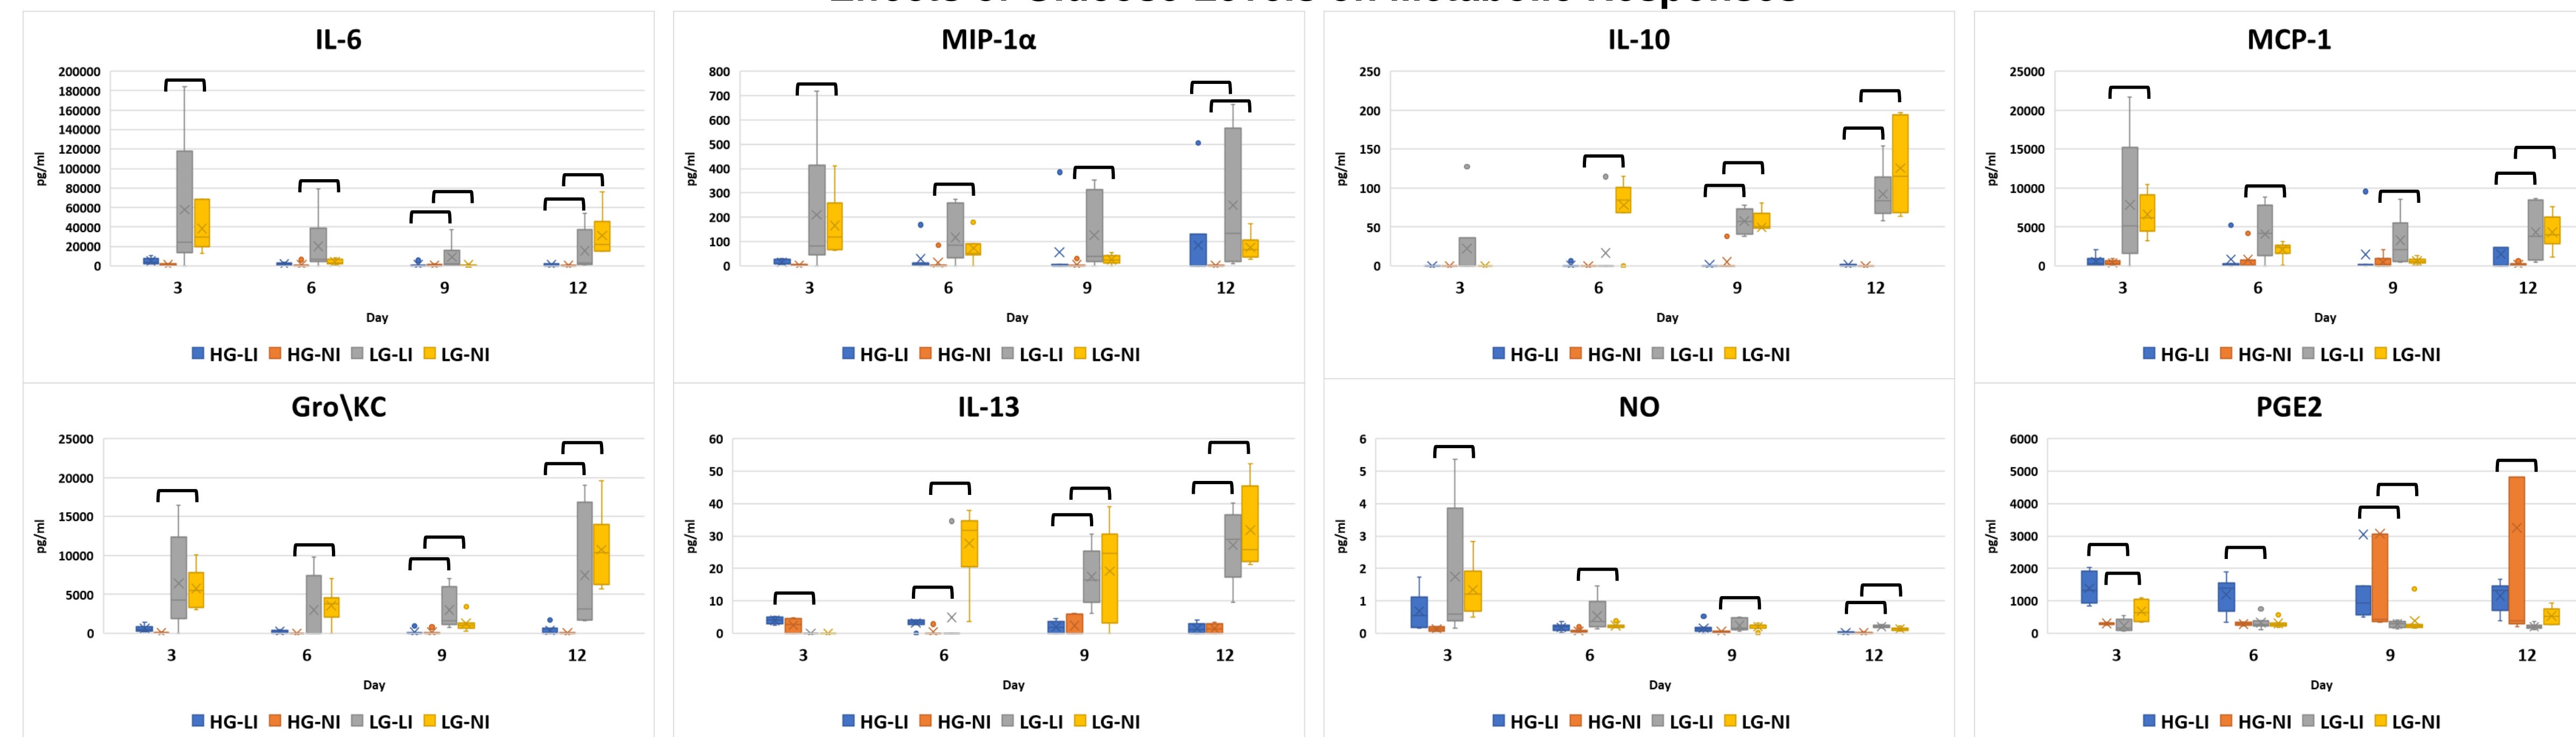 Effects of Glucose Levels on Metabolic Responses
IL-6
200000
180000
160000
140000
120000
100000
80000
60000
40000
20000
0
pg/ml
3 6 9 12
Day
HG-LI HG-NI LG-LI LG-NI
MIP-1α
800
700
600
500
400
300
200
100
0
pg/ml
3 6 9 12
Day
HG-LI HG-NI LG-LI LG-NI
IL-10
250
200
150
100
50
0
pg/ml
3 6 9 12
Day
HG-LI HG-NI LG-LI LG-NI
MCP-1
25000
20000
15000
10000
5000
0
pg/ml
3 6 9 12
Day
HG-LI HG-NI LG-LI LG-NI
Gro\KC
25000
20000
15000
10000
5000
0
pg/ml
3 6 9 12
Day
HG-LI HG-NI LG-LI LG-NI
IL-13
60
50
40
30
20
10
0
pg/ml
3 6 9 12
Day
HG-LI HG-NI LG-LI LG-NI
NO
6
5
4
3
2
1
0
pg/ml
3 6 9 12
Day
HG-LI HG-NI LG-LI LG-NI
PGE2
6000
5000
4000
3000
2000
1000
0
pg/ml
3 6 9 12
Day
HG-LI HG-NI LG-LI LG-NI